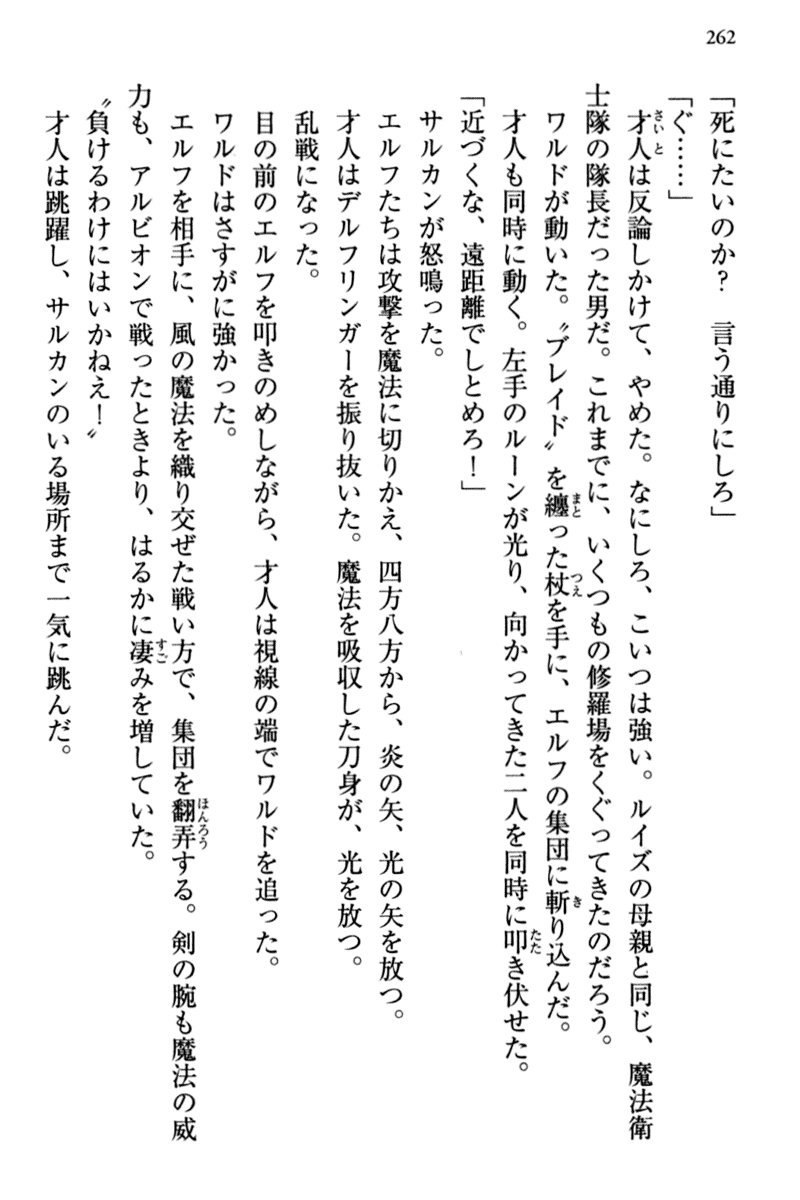 262
「死にたいのか？　言う通りにしろ」
「ぐ……」
　才人は反論しかけて、やめた。なにしろ、こいつは強い。ルイズの母親と同じ、魔法衛
士隊の隊長だった男だ。これまでに、いくつもの修羅場をくぐってきたのだろう。
　ワルドが動いた。〝ブレイド〟を纏った杖を手に、エルフの集団に斬り込んだ。
　才人も同時に動く。左手のルーンが光り、向かってきた二人を同時に叩き伏せた。
「近づくな、遠距離でしとめろ！」
　サルカンが怒鳴った。
　エルフたちは攻撃を魔法に切りかえ、四方八方から、炎の矢、光の矢を放つ。
　才人はデルフリンガーを振り抜いた。魔法を吸収した刀身が、光を放つ。
　乱戦になった。
　目の前のエルフを叩きのめしながら、才人は視線の端でワルドを追った。
　ワルドはさすがに強かった。
　エルフを相手に、風の魔法を織り交ぜた戦い方で、集団を翻弄する。剣の腕も魔法の威
力も、アルビオンで戦ったときより、はるかに凄みを増していた。
〝負けるわけにはいかねえ！〟
　才人は跳躍し、サルカンのいる場所まで一気に跳んだ。